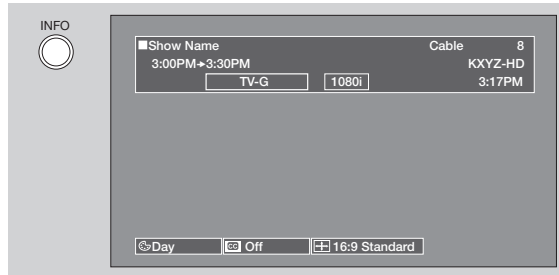 INFO
■Show Name Cable 8
3:00PM→3:30PM KXYZ-HD
TV-G 1080i 3:17PM
Day CC Off 16:9 Standard